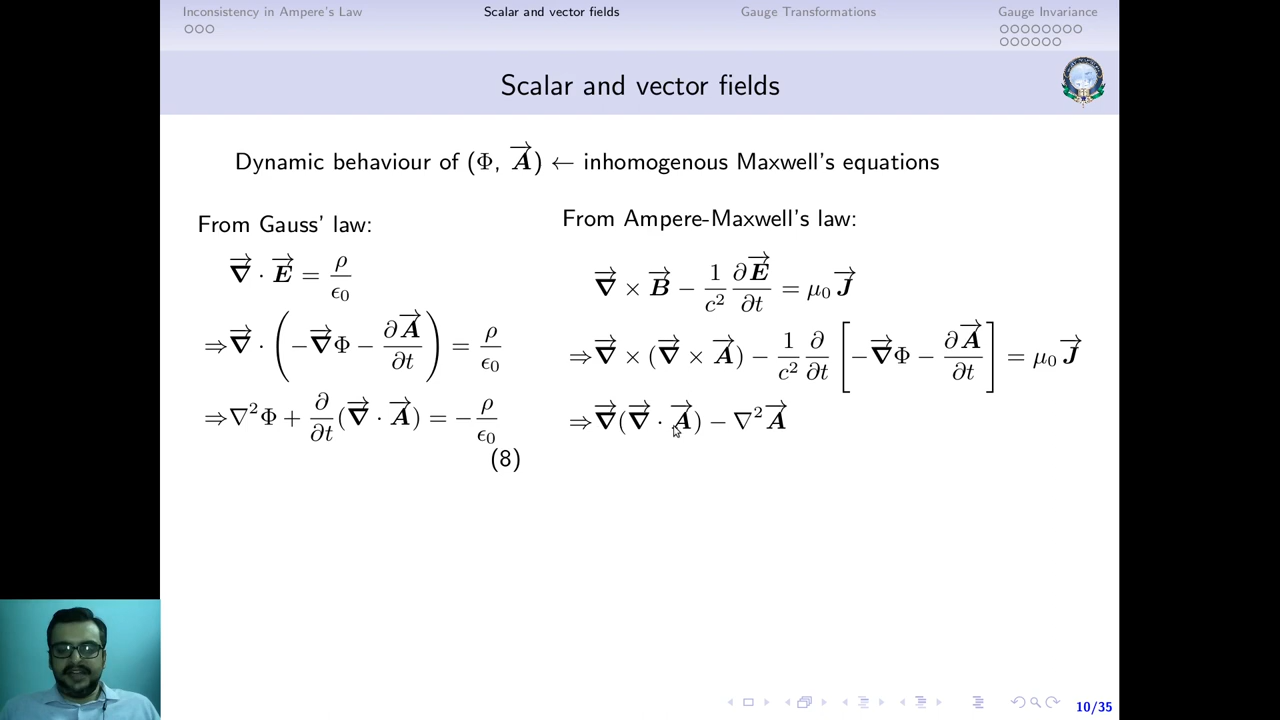 Inconsistency in Ampere's Law Scalar and vector fields Gauge Transformations Gauge Invariance
Scalar and vector fields
Dynamic behaviour of (Φ, A⃗) ← inhomogenous Maxwell's equations
From Gauss' law:
∇⃗ · E⃗ = ρ/ϵ₀
⇒∇⃗ · (−∇⃗Φ − ∂A⃗/∂t) = ρ/ϵ₀
⇒∇²Φ + ∂/∂t(∇⃗ · A⃗) = −ρ/ϵ₀
(8)
From Ampere-Maxwell's law:
∇⃗ × B⃗ − 1/c² ∂E⃗/∂t = μ₀J⃗
⇒∇⃗ × (∇⃗ × A⃗) − 1/c² ∂/∂t [−∇⃗Φ − ∂A⃗/∂t] = μ₀J⃗
⇒∇⃗(∇⃗ · A⃗) − ∇²A⃗
10/35